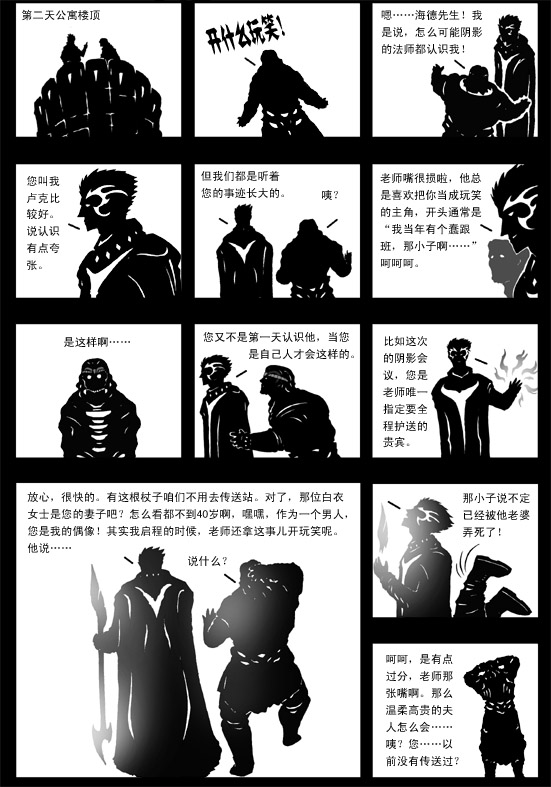 第二天公寓楼顶
开什么玩笑!
嗯……海德先生！我
是说，怎么可能阴影
的法师都认识我！
您叫我
卢克比
较好。
说认识
有点夸
张。
但我们都是听着
您的事迹长大的。
咦？
老师嘴很损啦，他总
是喜欢把你当成玩笑
的主角，开头通常是
“我当年有个蠢跟
班，那小子啊……”
呵呵呵。
是这样啊……
您又不是第一天认识他，当您
是自己人才会这样的。
比如这次
的阴影会
议，您是
老师唯一
指定要全
程护送的
贵宾。
放心，很快的。有这根杖子咱们不用去传送站。对了，那位白衣
女士是您的妻子吧？怎么看都不到40岁啊，嘿嘿，作为一个男人，
您是我的偶像！其实我启程的时候，老师还拿这事儿开玩笑呢。
他说……
说什么？
那小子说不定
已经被他老婆
弄死了！
呵呵，是有点
过分，老师那
张嘴啊。那么
温柔高贵的夫
人怎么会……
咦？您……以
前没有传送过？